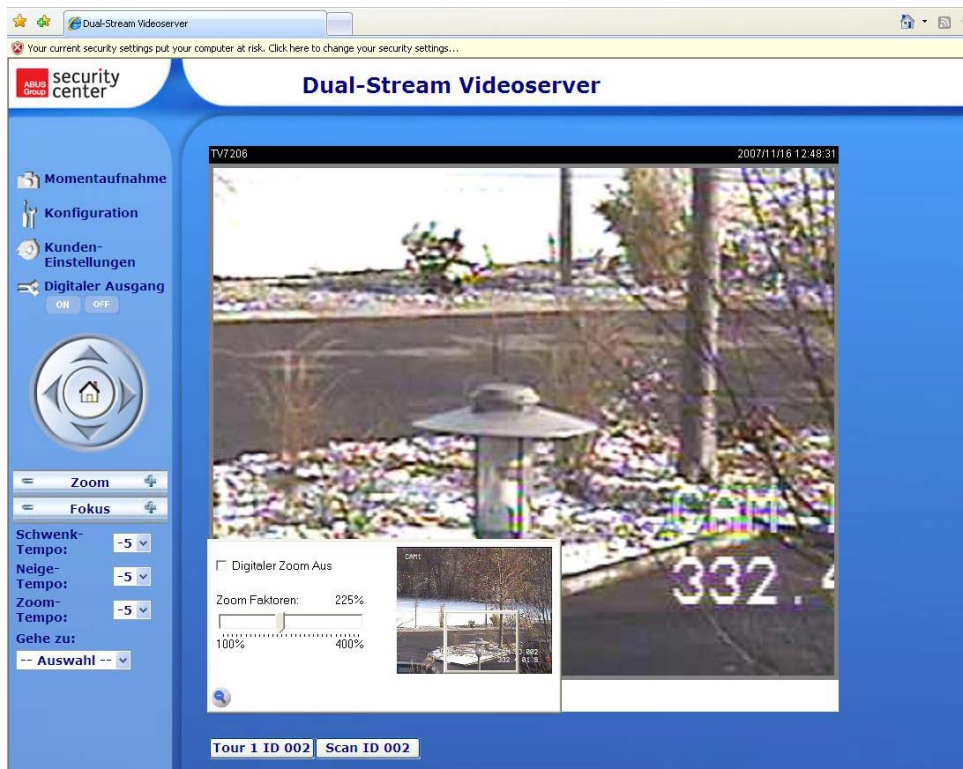 Dual-Stream Videoserver
Your current security settings put your computer at risk. Click here to change your security settings...
ABUS Group security center
Dual-Stream Videoserver
TV7206 2007/11/16 12:48:31
Momentaufnahme
Konfiguration
Kunden-
Einstellungen
Digitaler Ausgang
ON OFF
Zoom
Fokus
Schwenk-
Tempo: -5
Neige-
Tempo: -5
Zoom-
Tempo: -5
Gehe zu:
-- Auswahl --
CAM
332.
Digitaler Zoom Aus
Zoom Faktoren: 225%
100% 400%
CAM1
Tour 1 ID 002 Scan ID 002